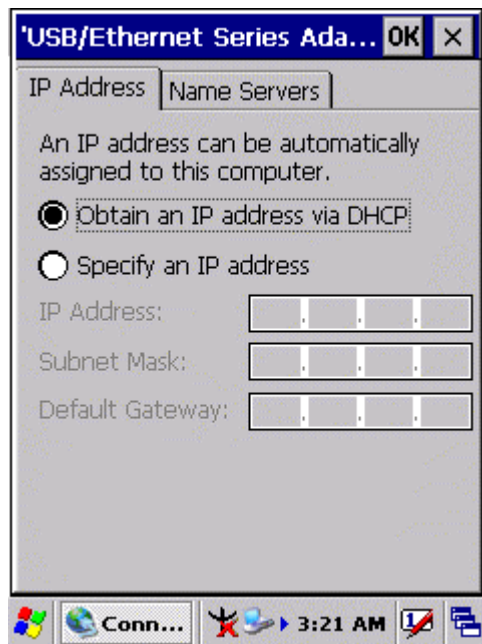 'USB/Ethernet Series Ada... OK ×
IP Address Name Servers
An IP address can be automatically
assigned to this computer.
Obtain an IP address via DHCP
Specify an IP address
IP Address: . . .
Subnet Mask: . . .
Default Gateway: . . .
Conn... 3:21 AM 1